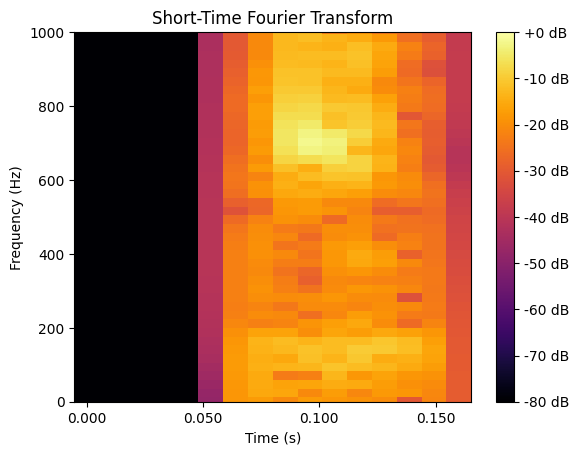 Short-Time Fourier Transform
1000
800
600
400
200
0
Frequency (Hz)
0.000
0.050
0.100
0.150
Time (s)
+0 dB
-10 dB
-20 dB
-30 dB
-40 dB
-50 dB
-60 dB
-70 dB
-80 dB